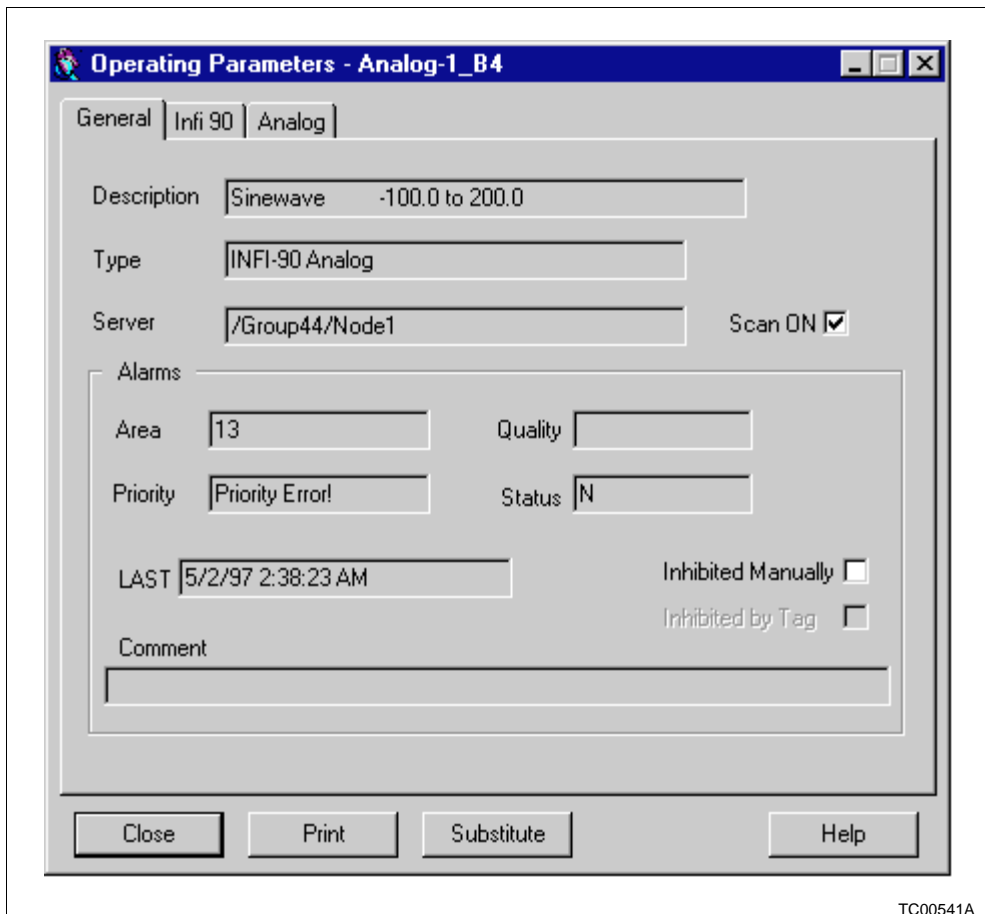 Operating Parameters - Analog-1_B4
General Infi 90 Analog
Description Sinewave -100.0 to 200.0
Type INFI-90 Analog
Server /Group44/Node1 Scan ON
Alarms
Area 13 Quality
Priority Priority Error! Status N
LAST 5/2/97 2:38:23 AM Inhibited Manually
Inhibited by Tag
Comment
Close Print Substitute Help
TC00541A